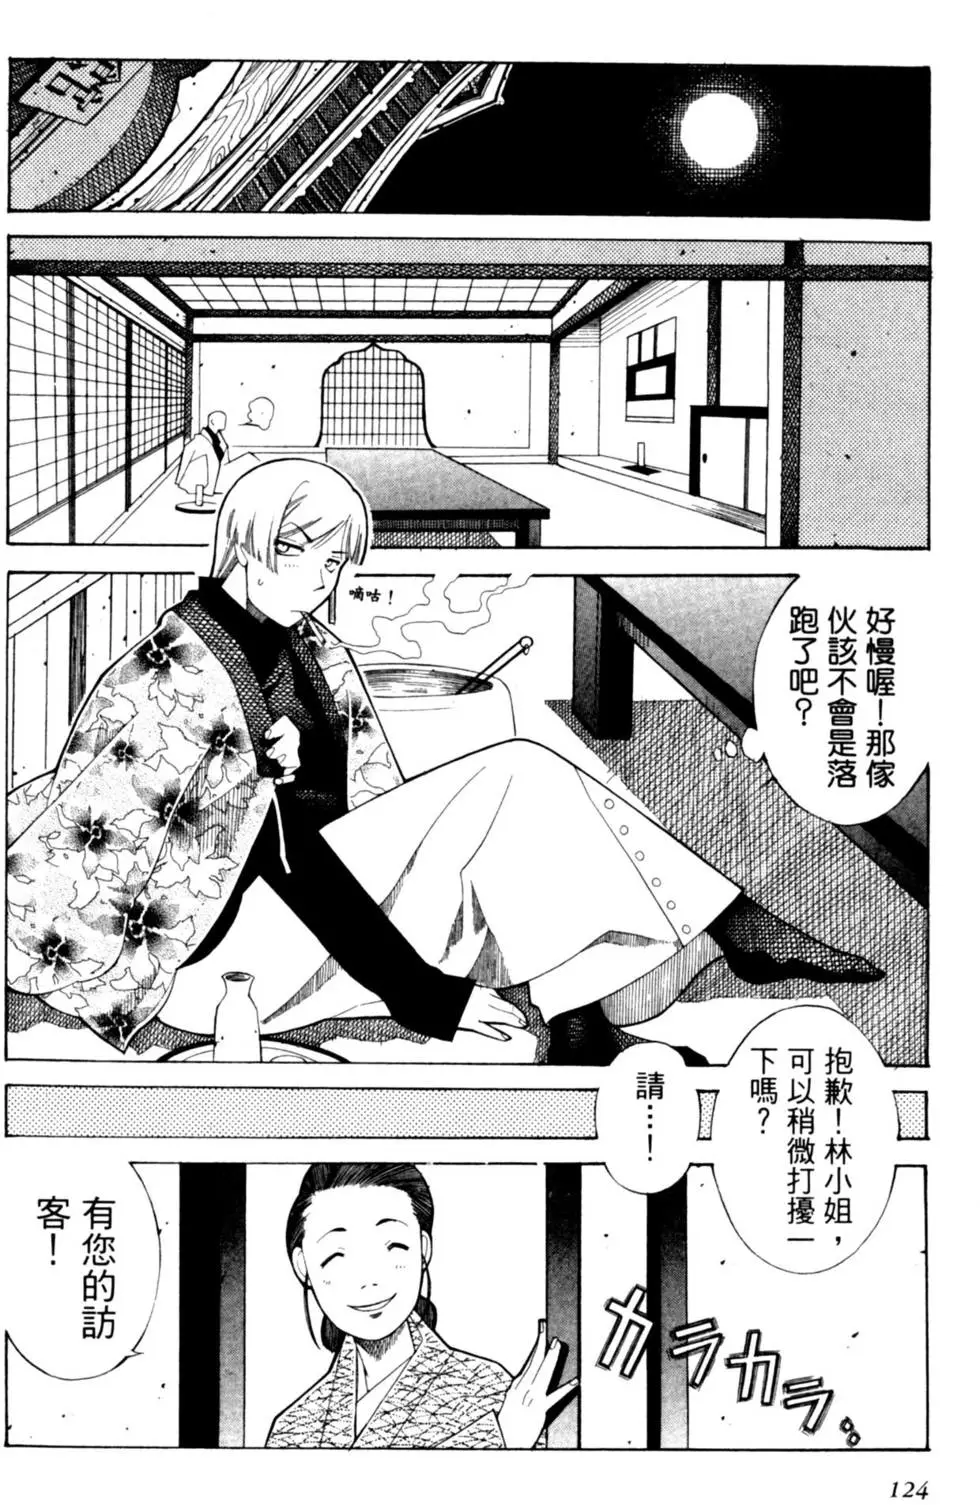 好慢喔！那傢
伙該不會是落
跑了吧？
嘀咕！
抱歉！林小姐，
可以稍微打擾一
下嗎？
請…！
カラカラ
有您的訪
客！
124